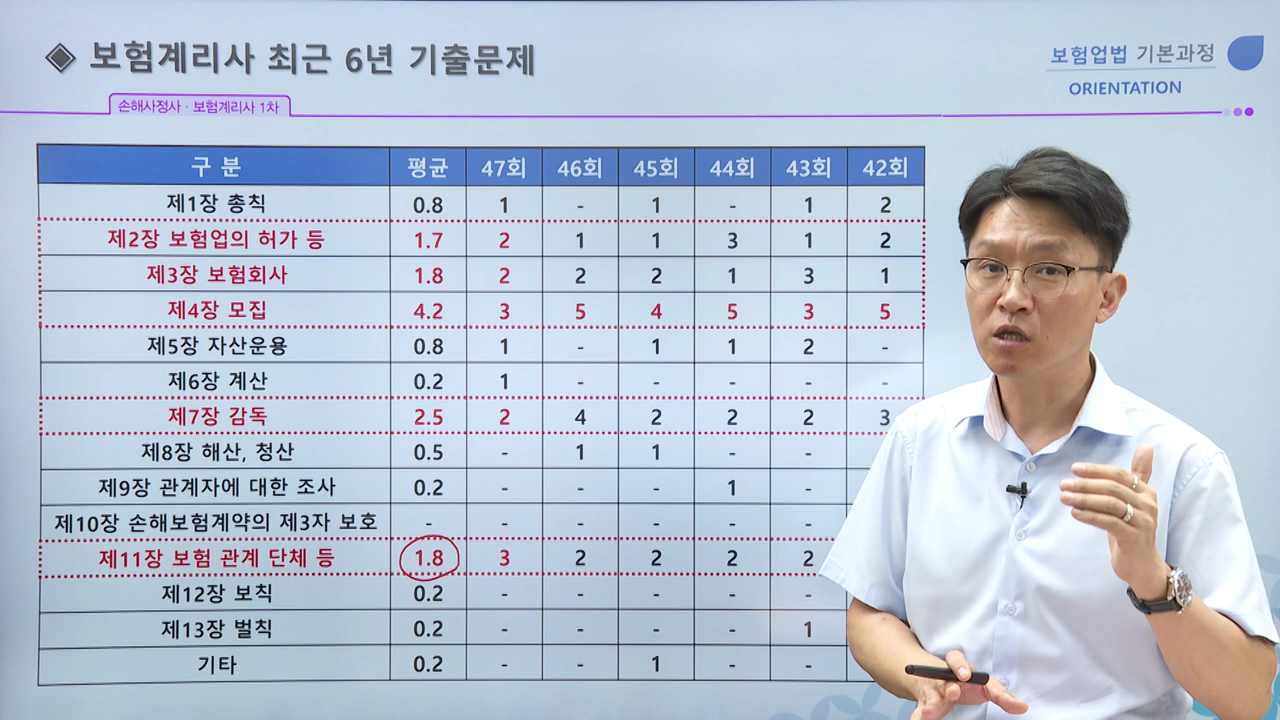 ◈ 보험계리사 최근 6년 기출문제
보험업법 기본과정
ORIENTATION
손해사정사 · 보험계리사 1차
구 분 평균 47회 46회 45회 44회 43회 42회
제1장 총칙 0.8 1 - 1 - 1 2
제2장 보험업의 허가 등 1.7 2 1 1 3 1 2
제3장 보험회사 1.8 2 2 2 1 3 1
제4장 모집 4.2 3 5 4 5 3 5
제5장 자산운용 0.8 1 - 1 1 2 -
제6장 계산 0.2 1 - - - - -
제7장 감독 2.5 2 4 2 2 2 3
제8장 해산, 청산 0.5 - 1 1 - -
제9장 관계자에 대한 조사 0.2 - - - 1 -
제10장 손해보험계약의 제3자 보호 - - - - - -
제11장 보험 관계 단체 등 1.8 3 2 2 2 2
제12장 보칙 0.2 - - - - -
제13장 벌칙 0.2 - - - - 1
기타 0.2 - - 1 - -